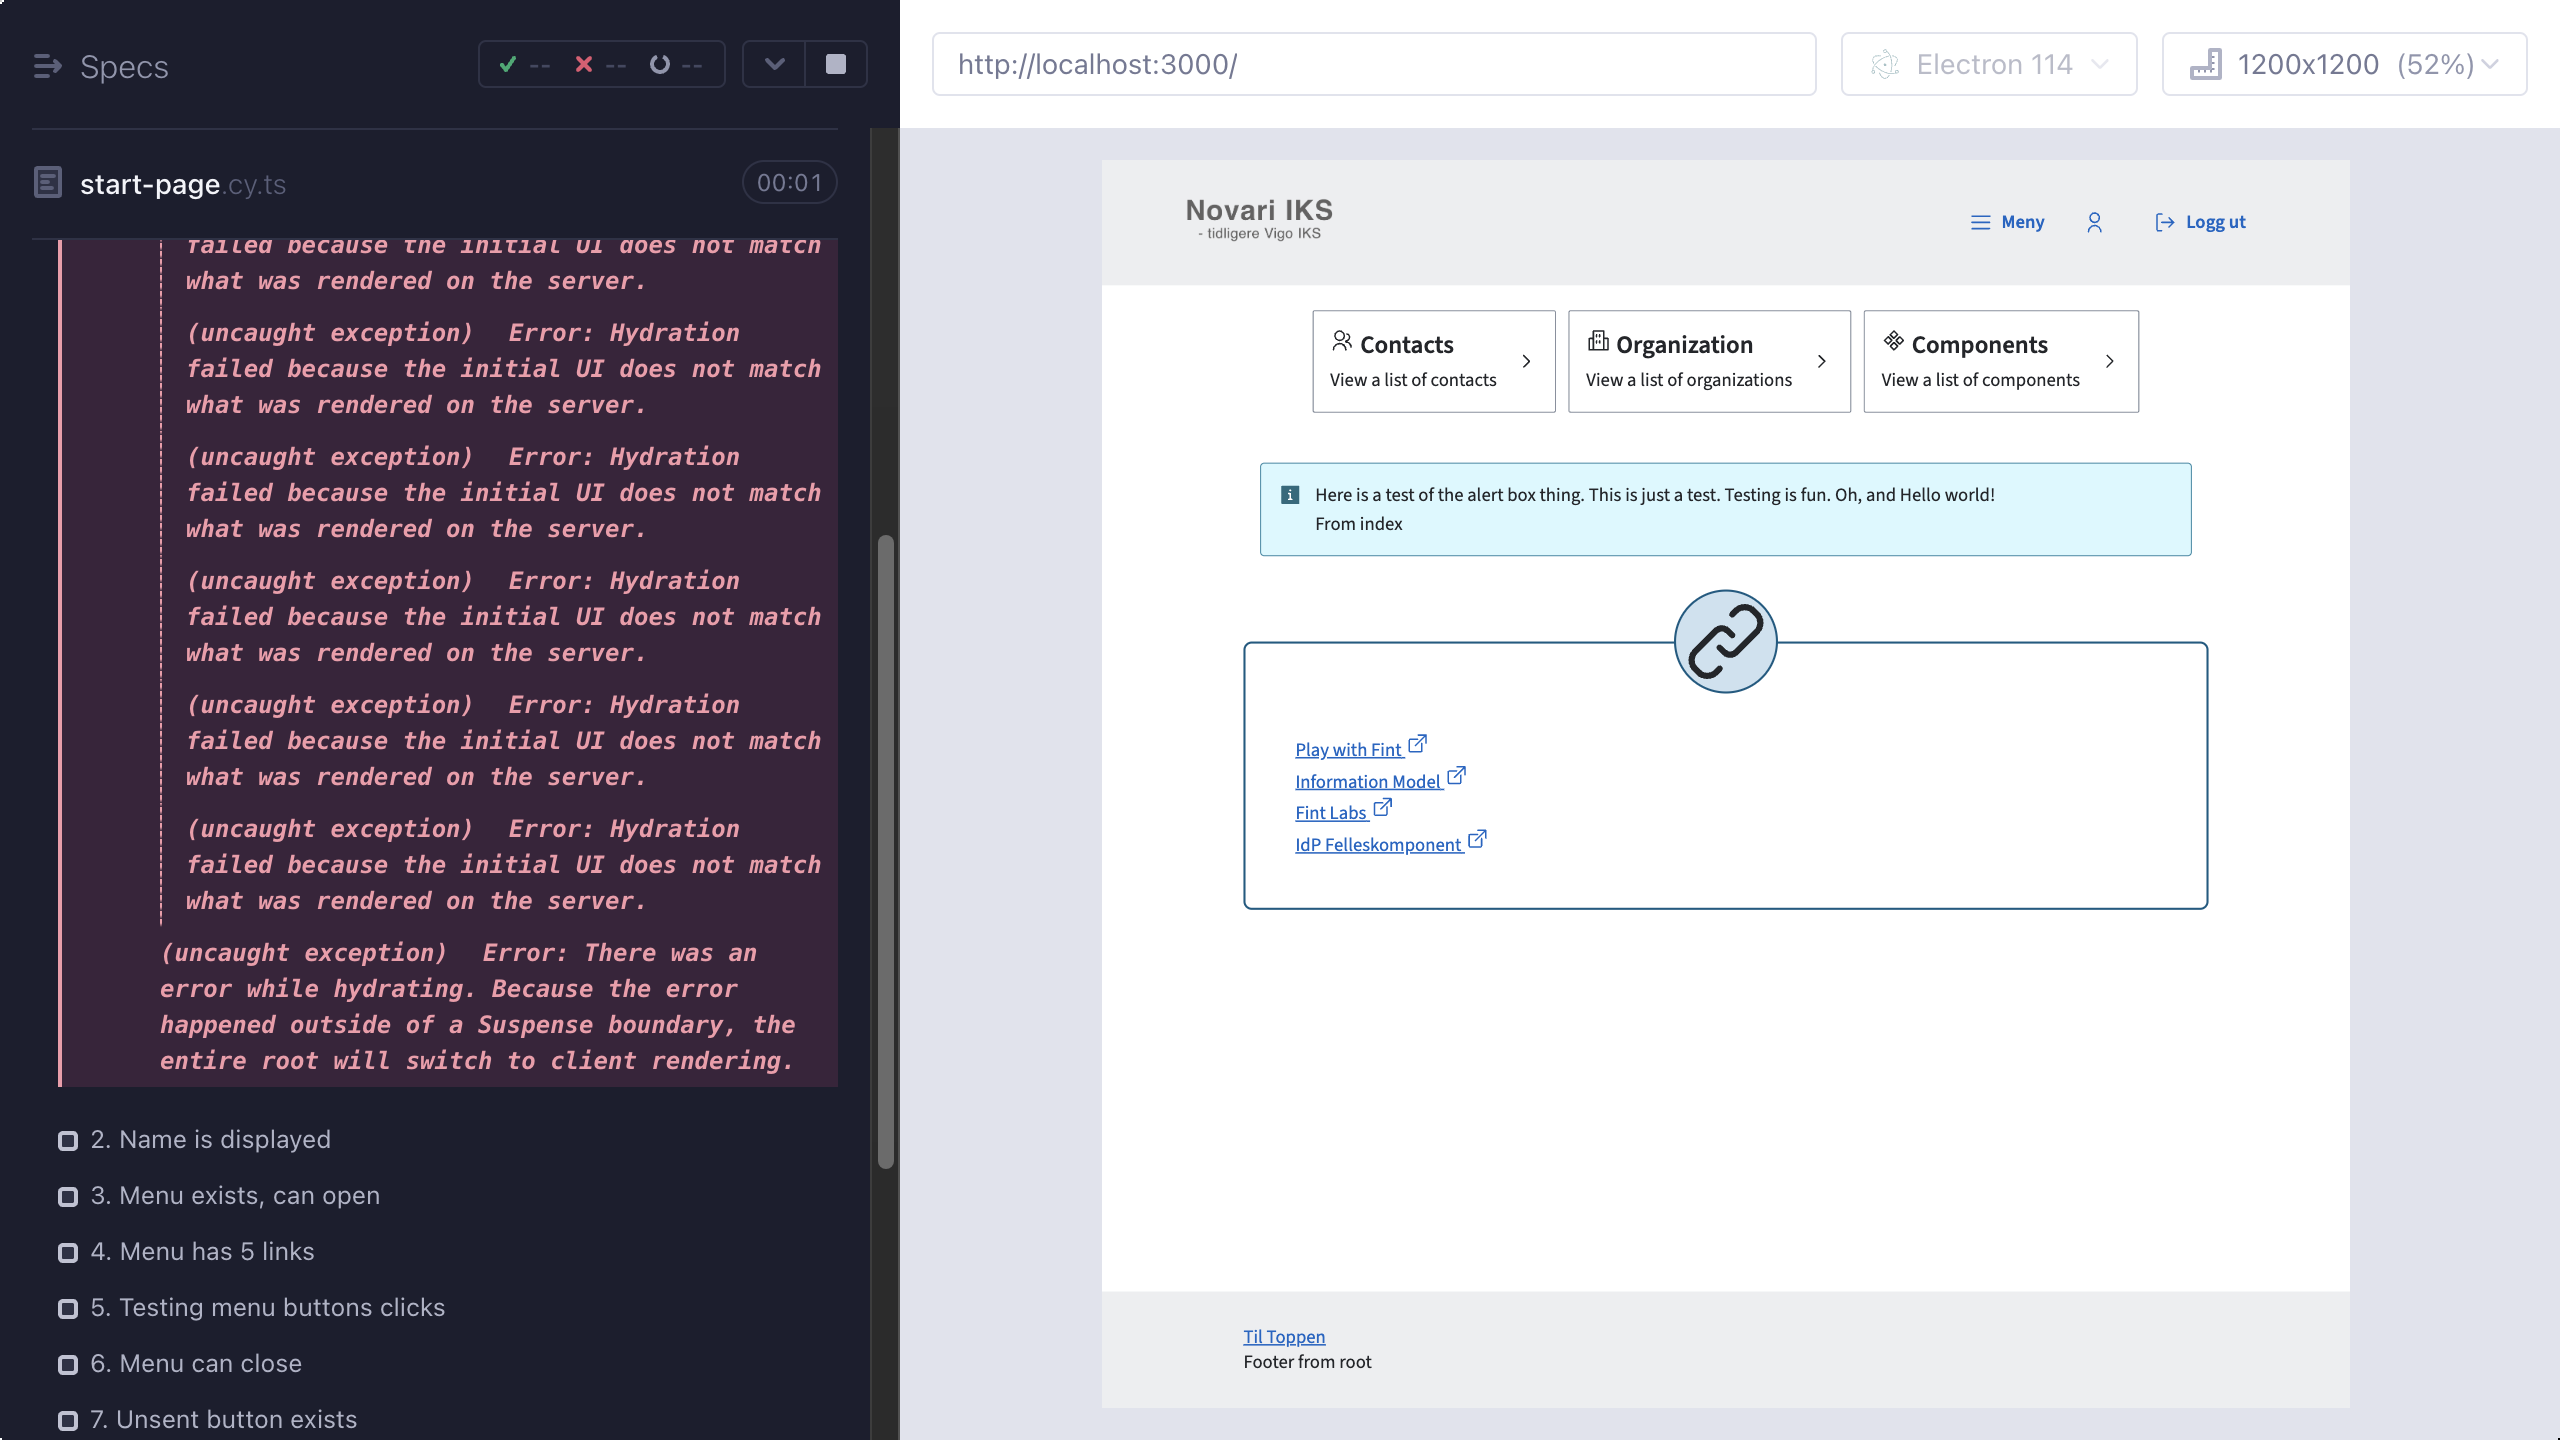 Specs
--
--
--
start-page.cy.ts
00:01
failed because the initial UI does not match
what was rendered on the server.
(uncaught exception) Error: Hydration
failed because the initial UI does not match
what was rendered on the server.
(uncaught exception) Error: Hydration
failed because the initial UI does not match
what was rendered on the server.
(uncaught exception) Error: Hydration
failed because the initial UI does not match
what was rendered on the server.
(uncaught exception) Error: Hydration
failed because the initial UI does not match
what was rendered on the server.
(uncaught exception) Error: Hydration
failed because the initial UI does not match
what was rendered on the server.
(uncaught exception) Error: There was an
error while hydrating. Because the error
happened outside of a Suspense boundary, the
entire root will switch to client rendering.
2. Name is displayed
3. Menu exists, can open
4. Menu has 5 links
5. Testing menu buttons clicks
6. Menu can close
7. Unsent button exists
http://localhost:3000/
Electron 114
1200x1200 (52%)
Novari IKS
- tidligere Vigo IKS
Meny
Logg ut
Contacts
View a list of contacts
Organization
View a list of organizations
Components
View a list of components
Here is a test of the alert box thing. This is just a test. Testing is fun. Oh, and Hello world!
From index
Play with Fint
Information Model
Fint Labs
IdP Felleskomponent
Til Toppen
Footer from root